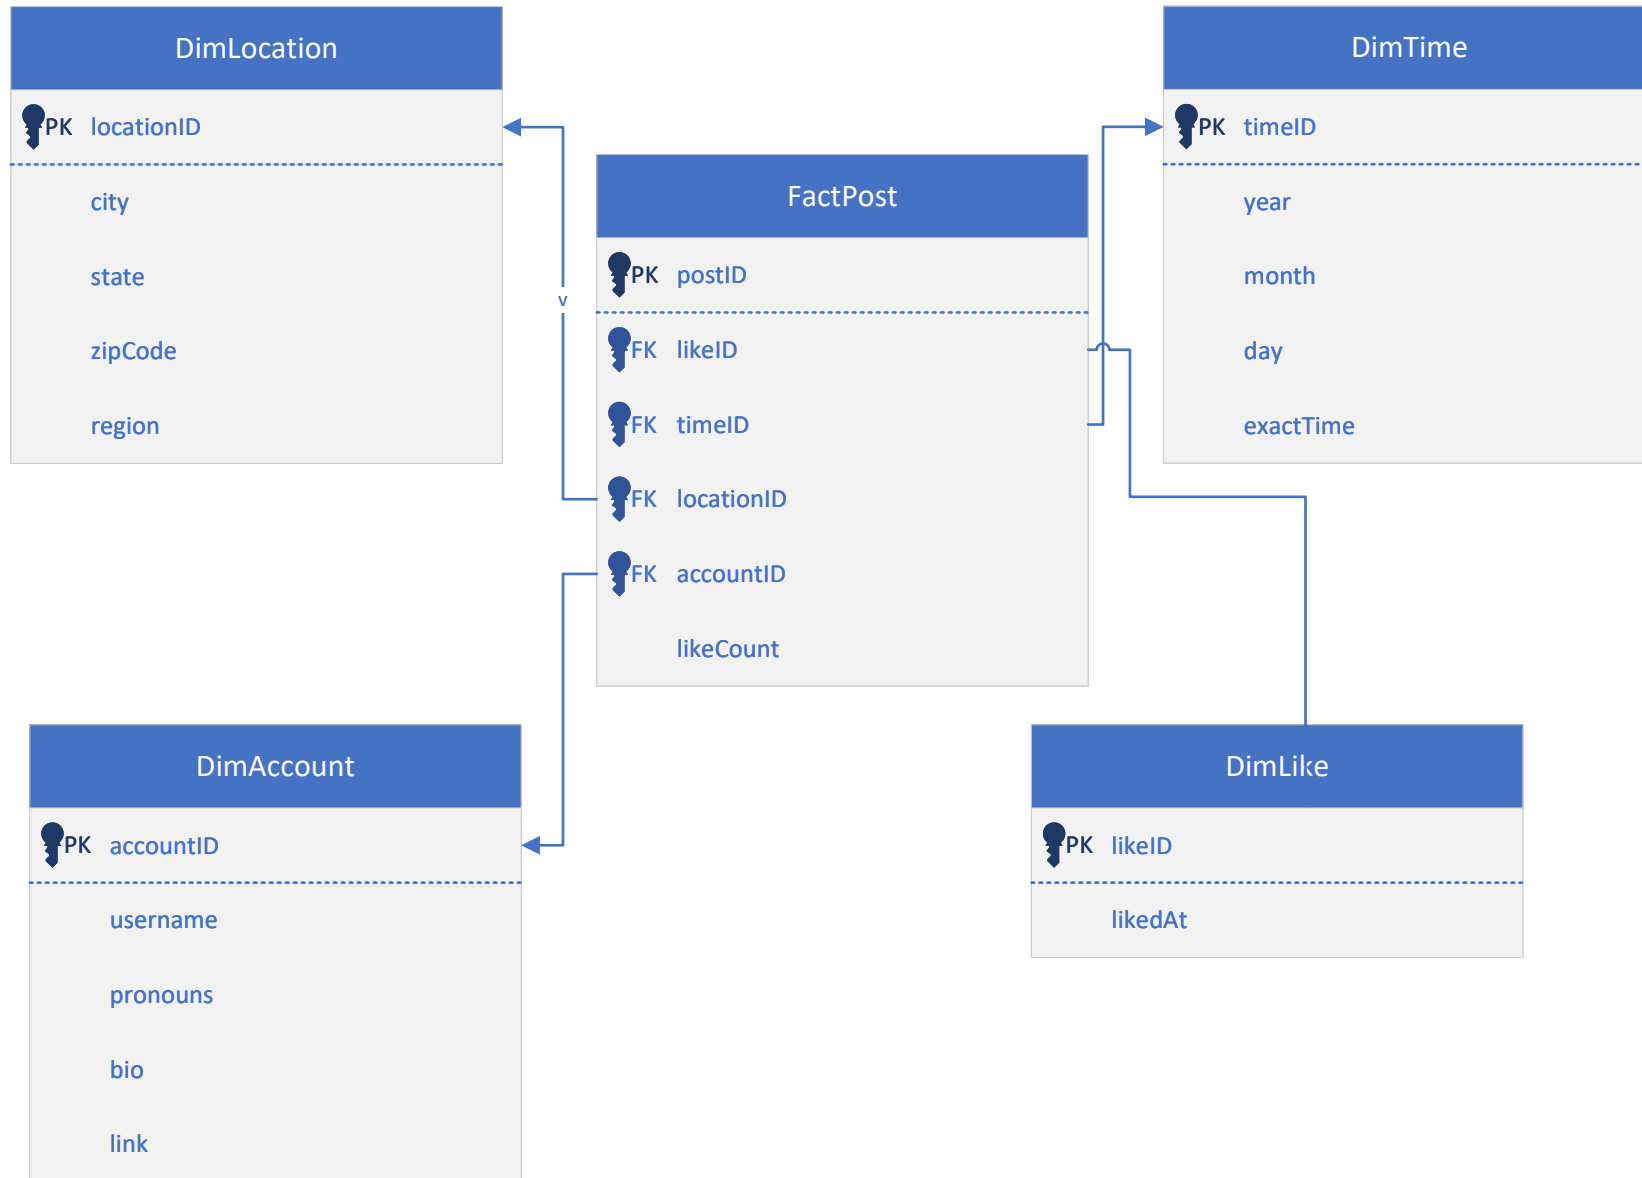 DimLocation
PK locationID
city
state
zipCode
region
DimTime
PK timeID
year
month
day
exactTime
FactPost
PK postID
FK likeID
FK timeID
FK locationID
FK accountID
likeCount
v
DimAccount
PK accountID
username
pronouns
bio
link
DimLike
PK likeID
likedAt